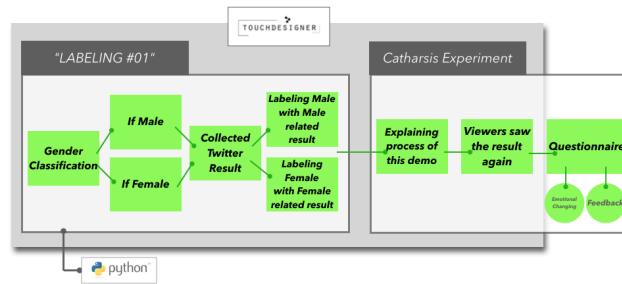 TOUCHDESIGNER
"LABELING #01"
Catharsis Experiment
Gender
Classification
If Male
If Female
Collected
Twitter
Result
Labeling Male
with Male
related
result
Labeling
Female
with Female
related result
Explaining
process of
this demo
Viewers saw
the result
again
Questionnaire
Emotional
Changing
Feedback
python